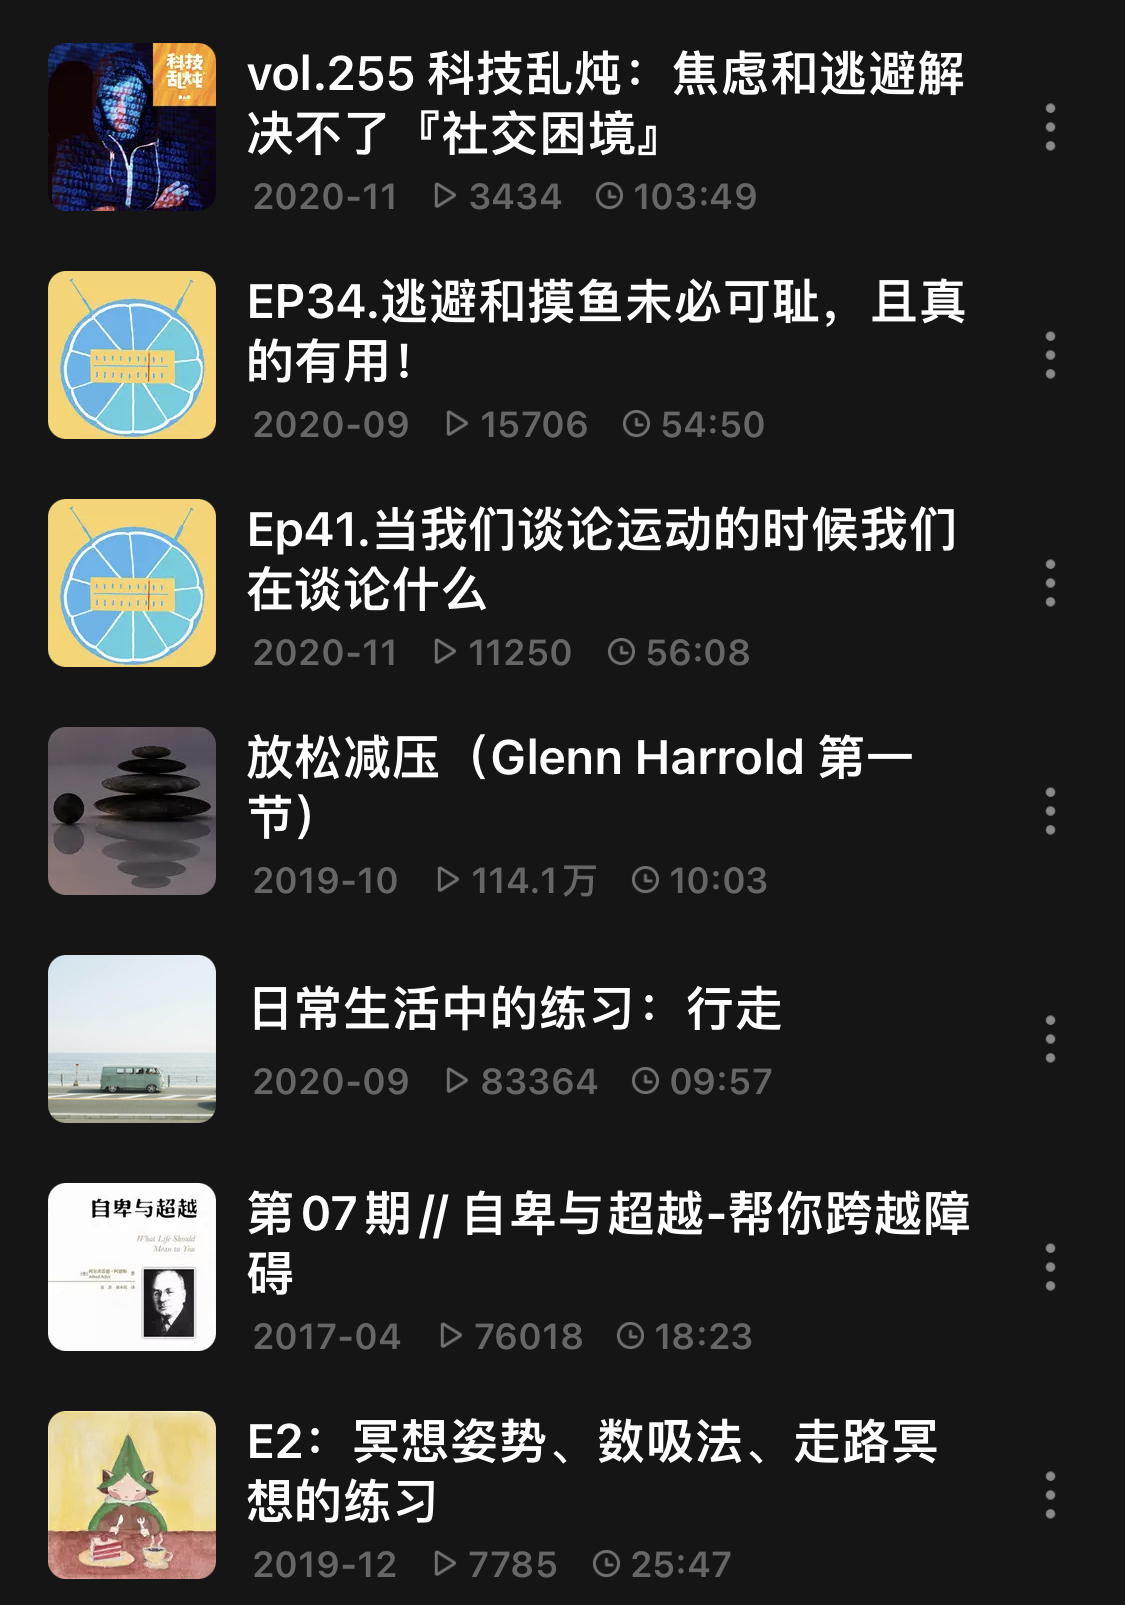 科技
乱炖
vol.255 科技乱炖：焦虑和逃避解
决不了『社交困境』
2020-11 3434 103:49
EP34.逃避和摸鱼未必可耻，且真
的有用！
2020-09 15706 54:50
Ep41.当我们谈论运动的时候我们
在谈论什么
2020-11 11250 56:08
放松减压（Glenn Harrold 第一
节）
2019-10 114.1万 10:03
日常生活中的练习：行走
2020-09 83364 09:57
自卑与超越
What Life Should
Mean to You
第07期// 自卑与超越-帮你跨越障
碍
2017-04 76018 18:23
E2：冥想姿势、数吸法、走路冥
想的练习
2019-12 7785 25:47